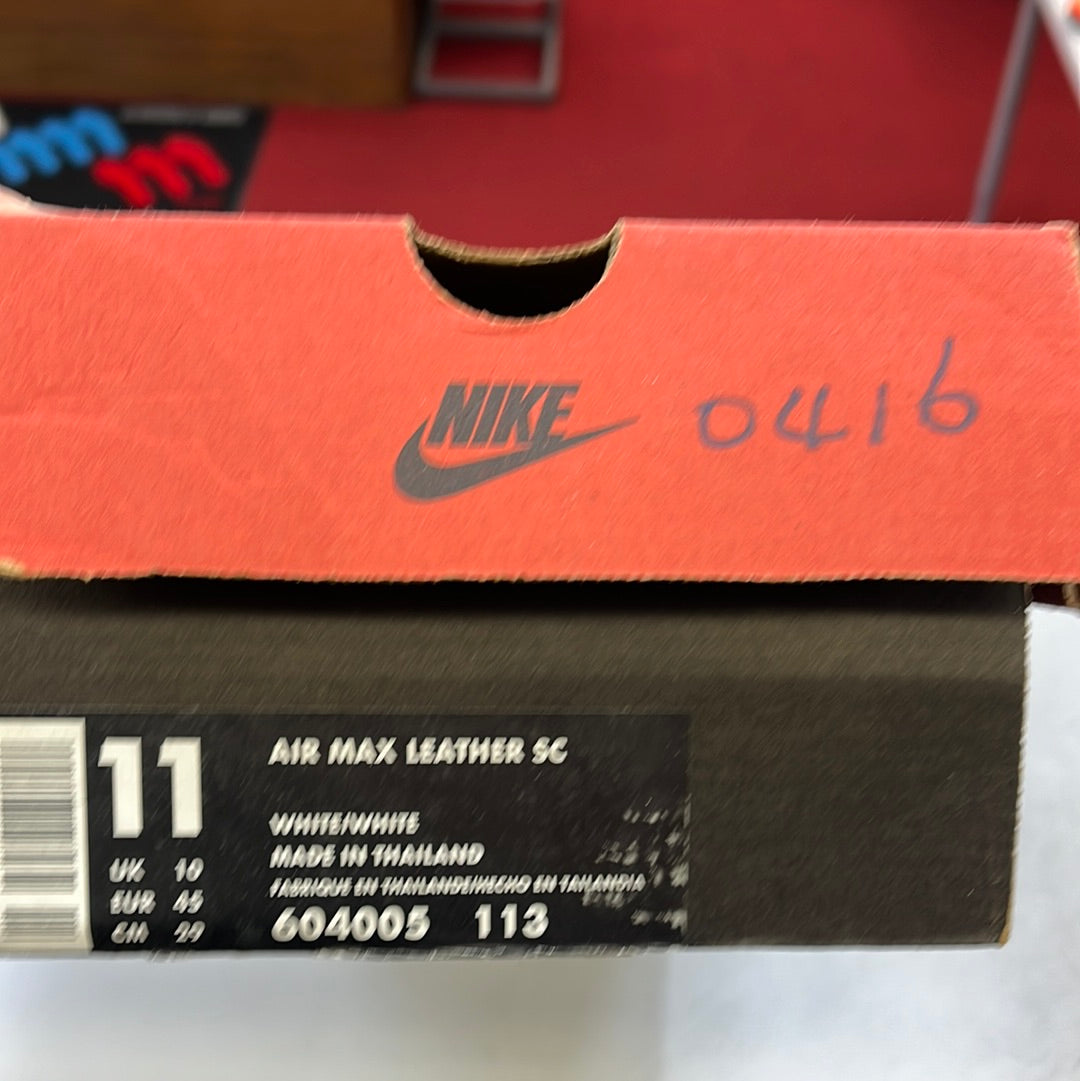 NIKE 0416
11
AIR MAX LEATHER SC
WHITE/WHITE
MADE IN THAILAND
FABRIQUE EN THAILANDE/HECHO EN TAILANDIA
604005 113
UK 10
EUR 45
CM 29